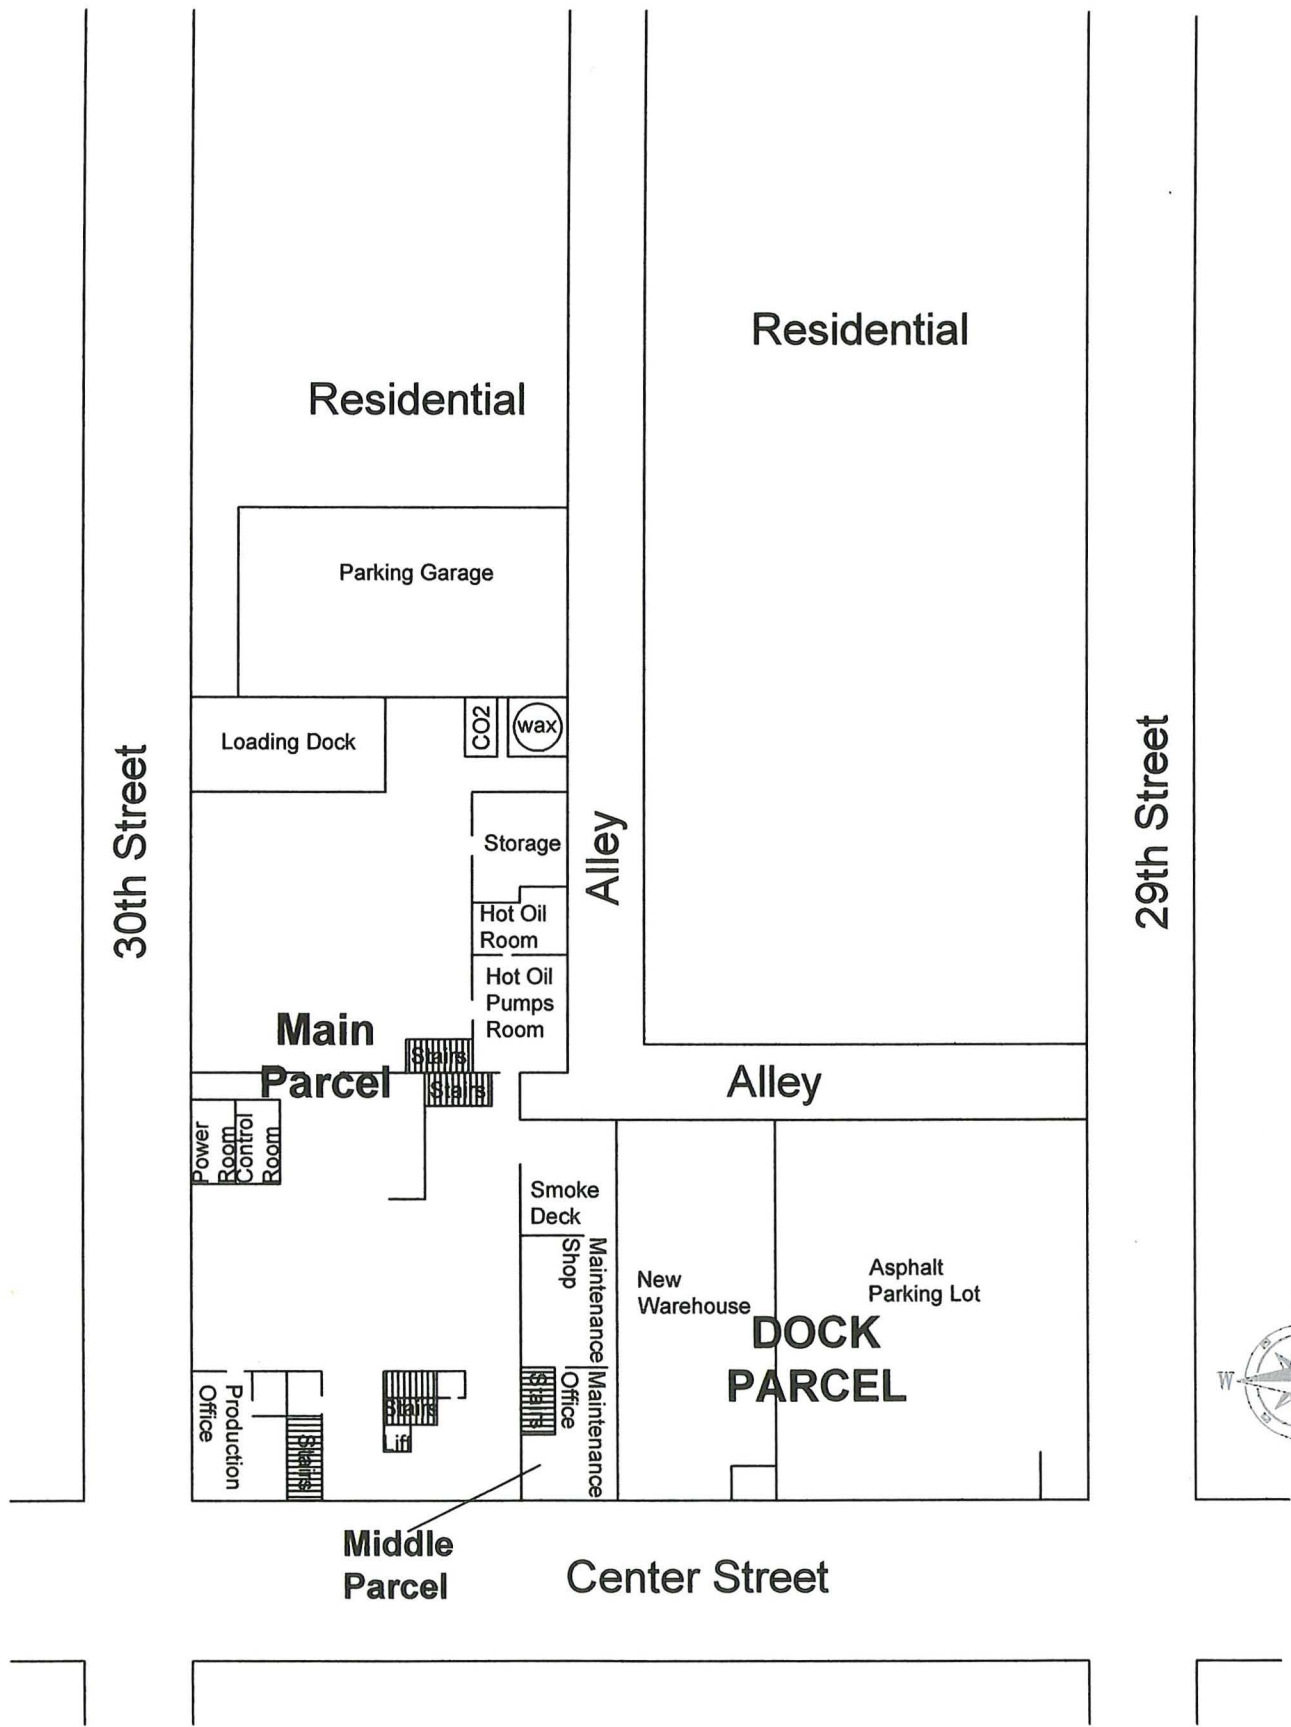 Residential
Residential
Parking Garage
Loading Dock
CO2
wax
30th Street
Alley
29th Street
Storage
Hot Oil
Room
Hot Oil
Pumps
Room
Main
Parcel
Stairs
Stairs
Alley
Power
Room
Control
Room
Smoke
Deck
Maintenance
Shop
New
Warehouse
Asphalt
Parking Lot
DOCK
PARCEL
W
Production
Office
Stairs
Stairs
Lift
Stairs
Maintenance
Office
Middle
Parcel
Center Street